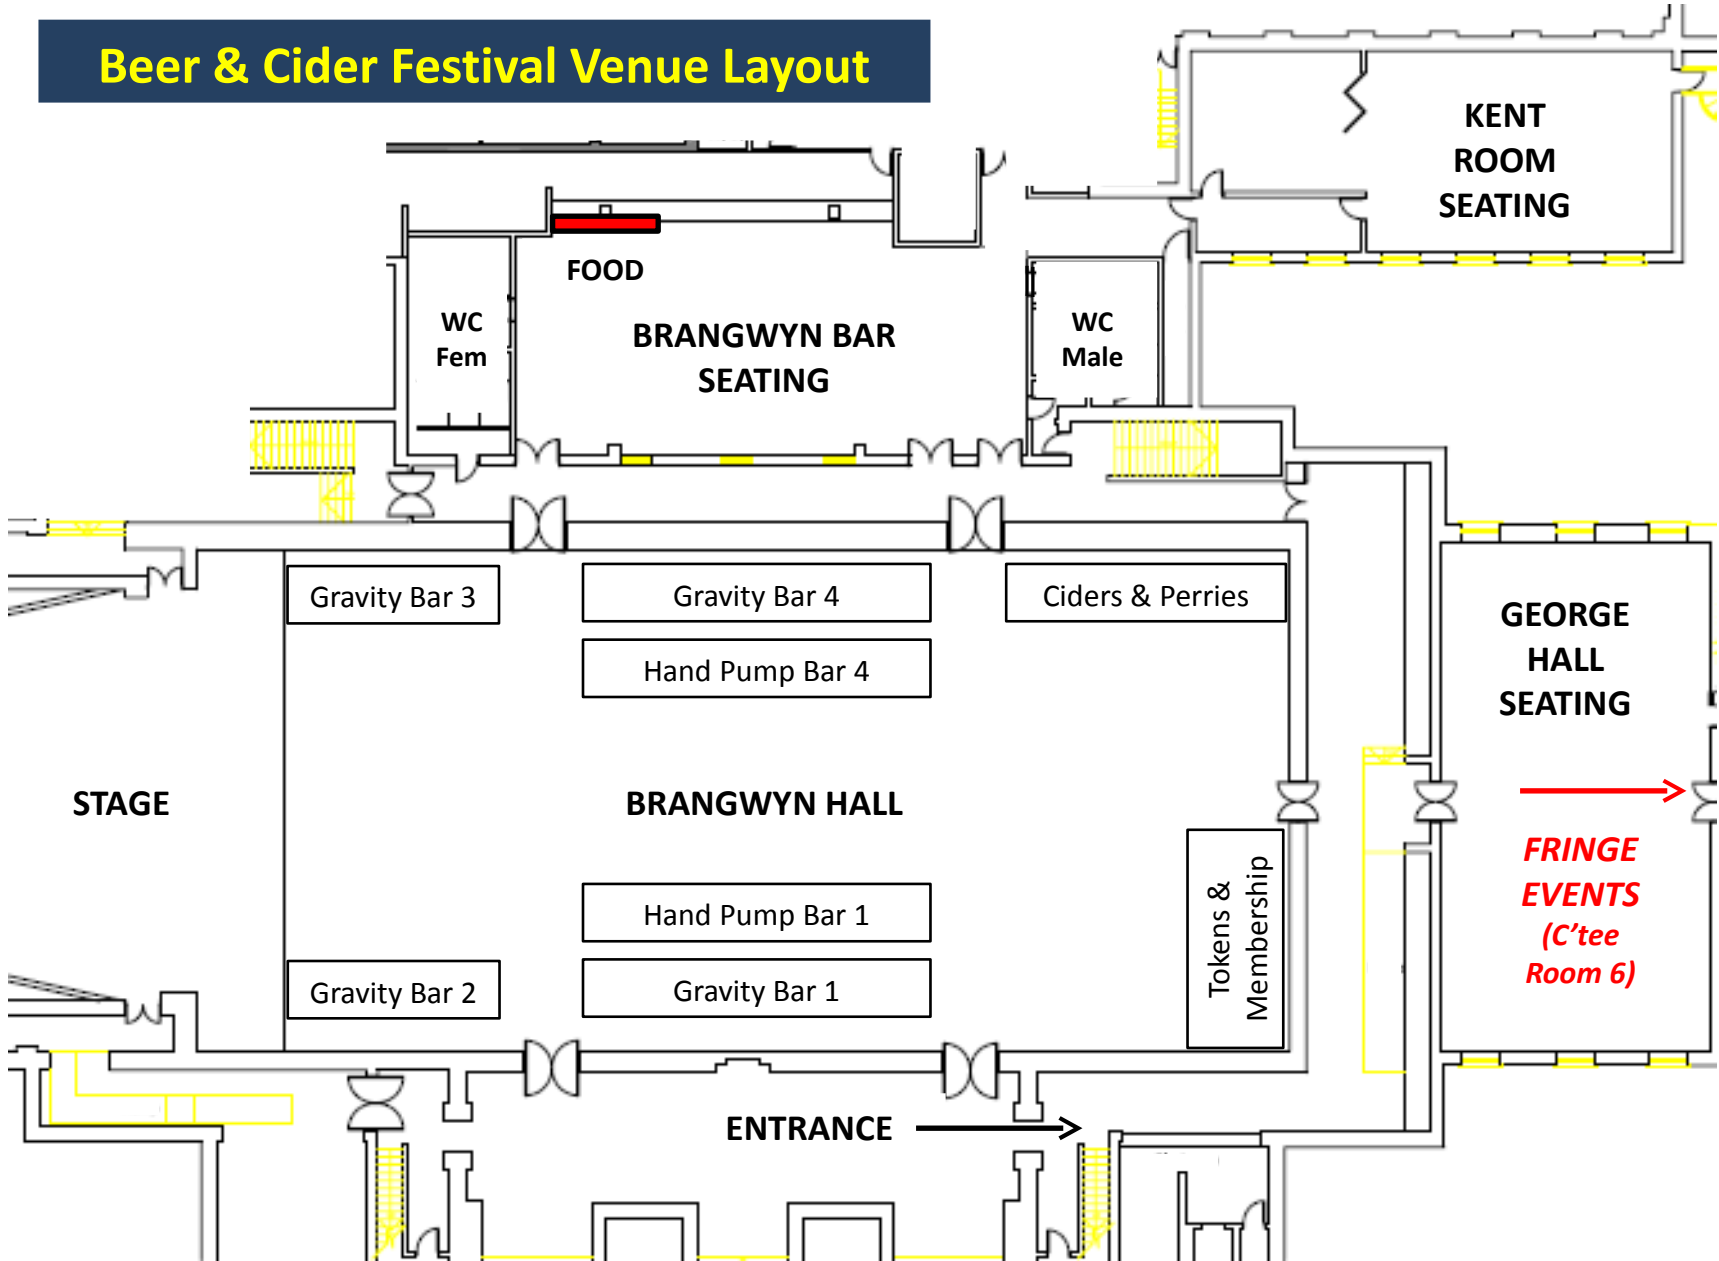 Beer & Cider Festival Venue Layout
KENT
ROOM
SEATING
FOOD
WC
Fem
BRANGWYN BAR
SEATING
WC
Male
Gravity Bar 3
Gravity Bar 4
Ciders & Perries
Hand Pump Bar 4
GEORGE
HALL
SEATING
STAGE
BRANGWYN HALL
Hand Pump Bar 1
Tokens &
Membership
FRINGE
EVENTS
(C’tee
Room 6)
Gravity Bar 2
Gravity Bar 1
ENTRANCE